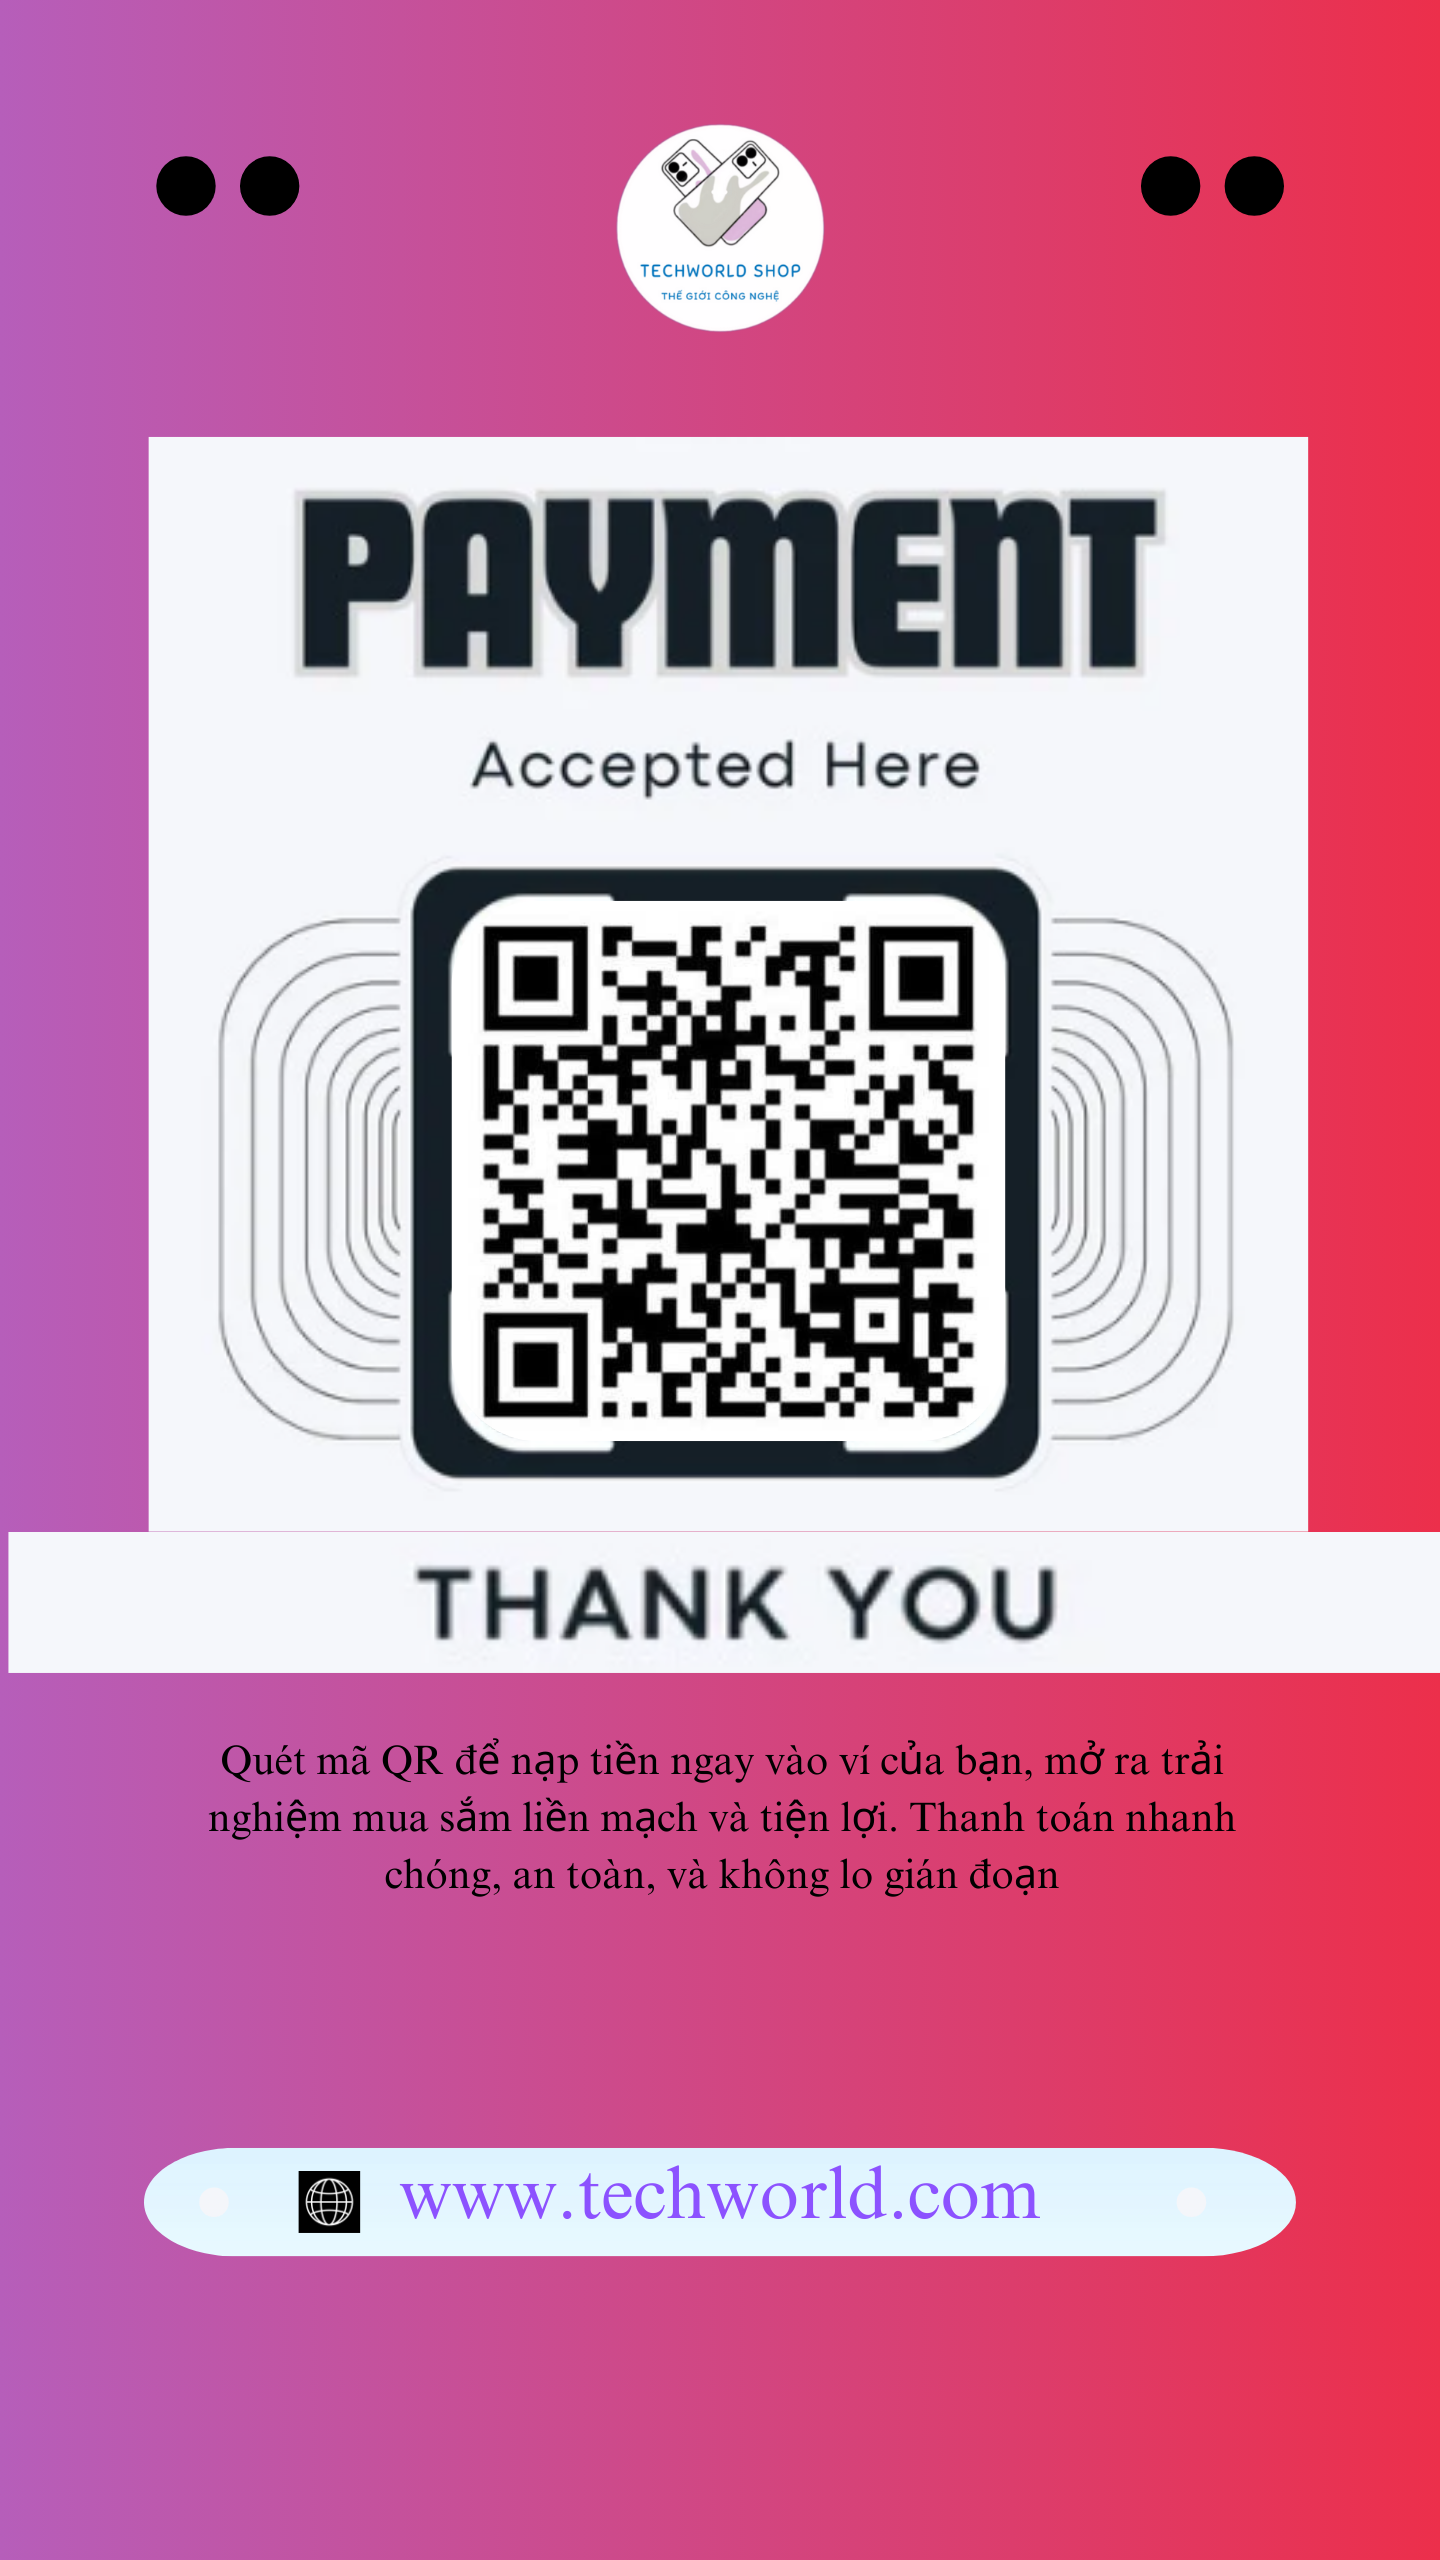 TECHWORLD SHOP
THẾ GIỚI CÔNG NGHỆ
PAYMENT
Accepted Here
THANK YOU
Quét mã QR để nạp tiền ngay vào ví của bạn, mở ra trải
nghiệm mua sắm liền mạch và tiện lợi. Thanh toán nhanh
chóng, an toàn, và không lo gián đoạn
www.techworld.com